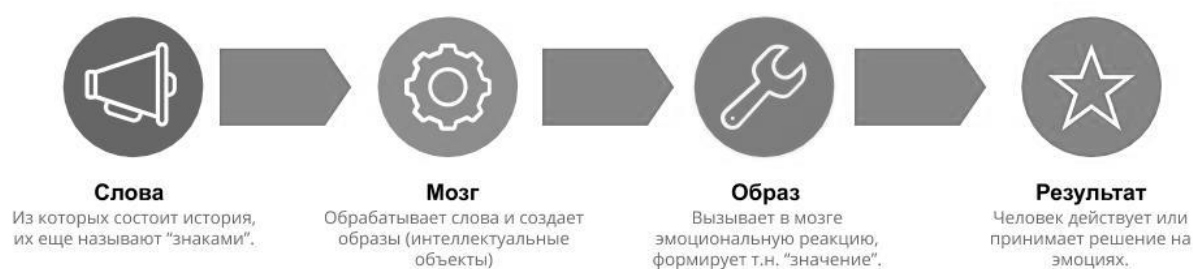 Слова
Из которых состоит история,
их еще называют “знаками”.
Мозг
Обрабатывает слова и создает
образы (интеллектуальные
объекты)
Образ
Вызывает в мозге
эмоциональную реакцию,
формирует т.н. “значение”.
Результат
Человек действует или
принимает решение на
эмоциях.